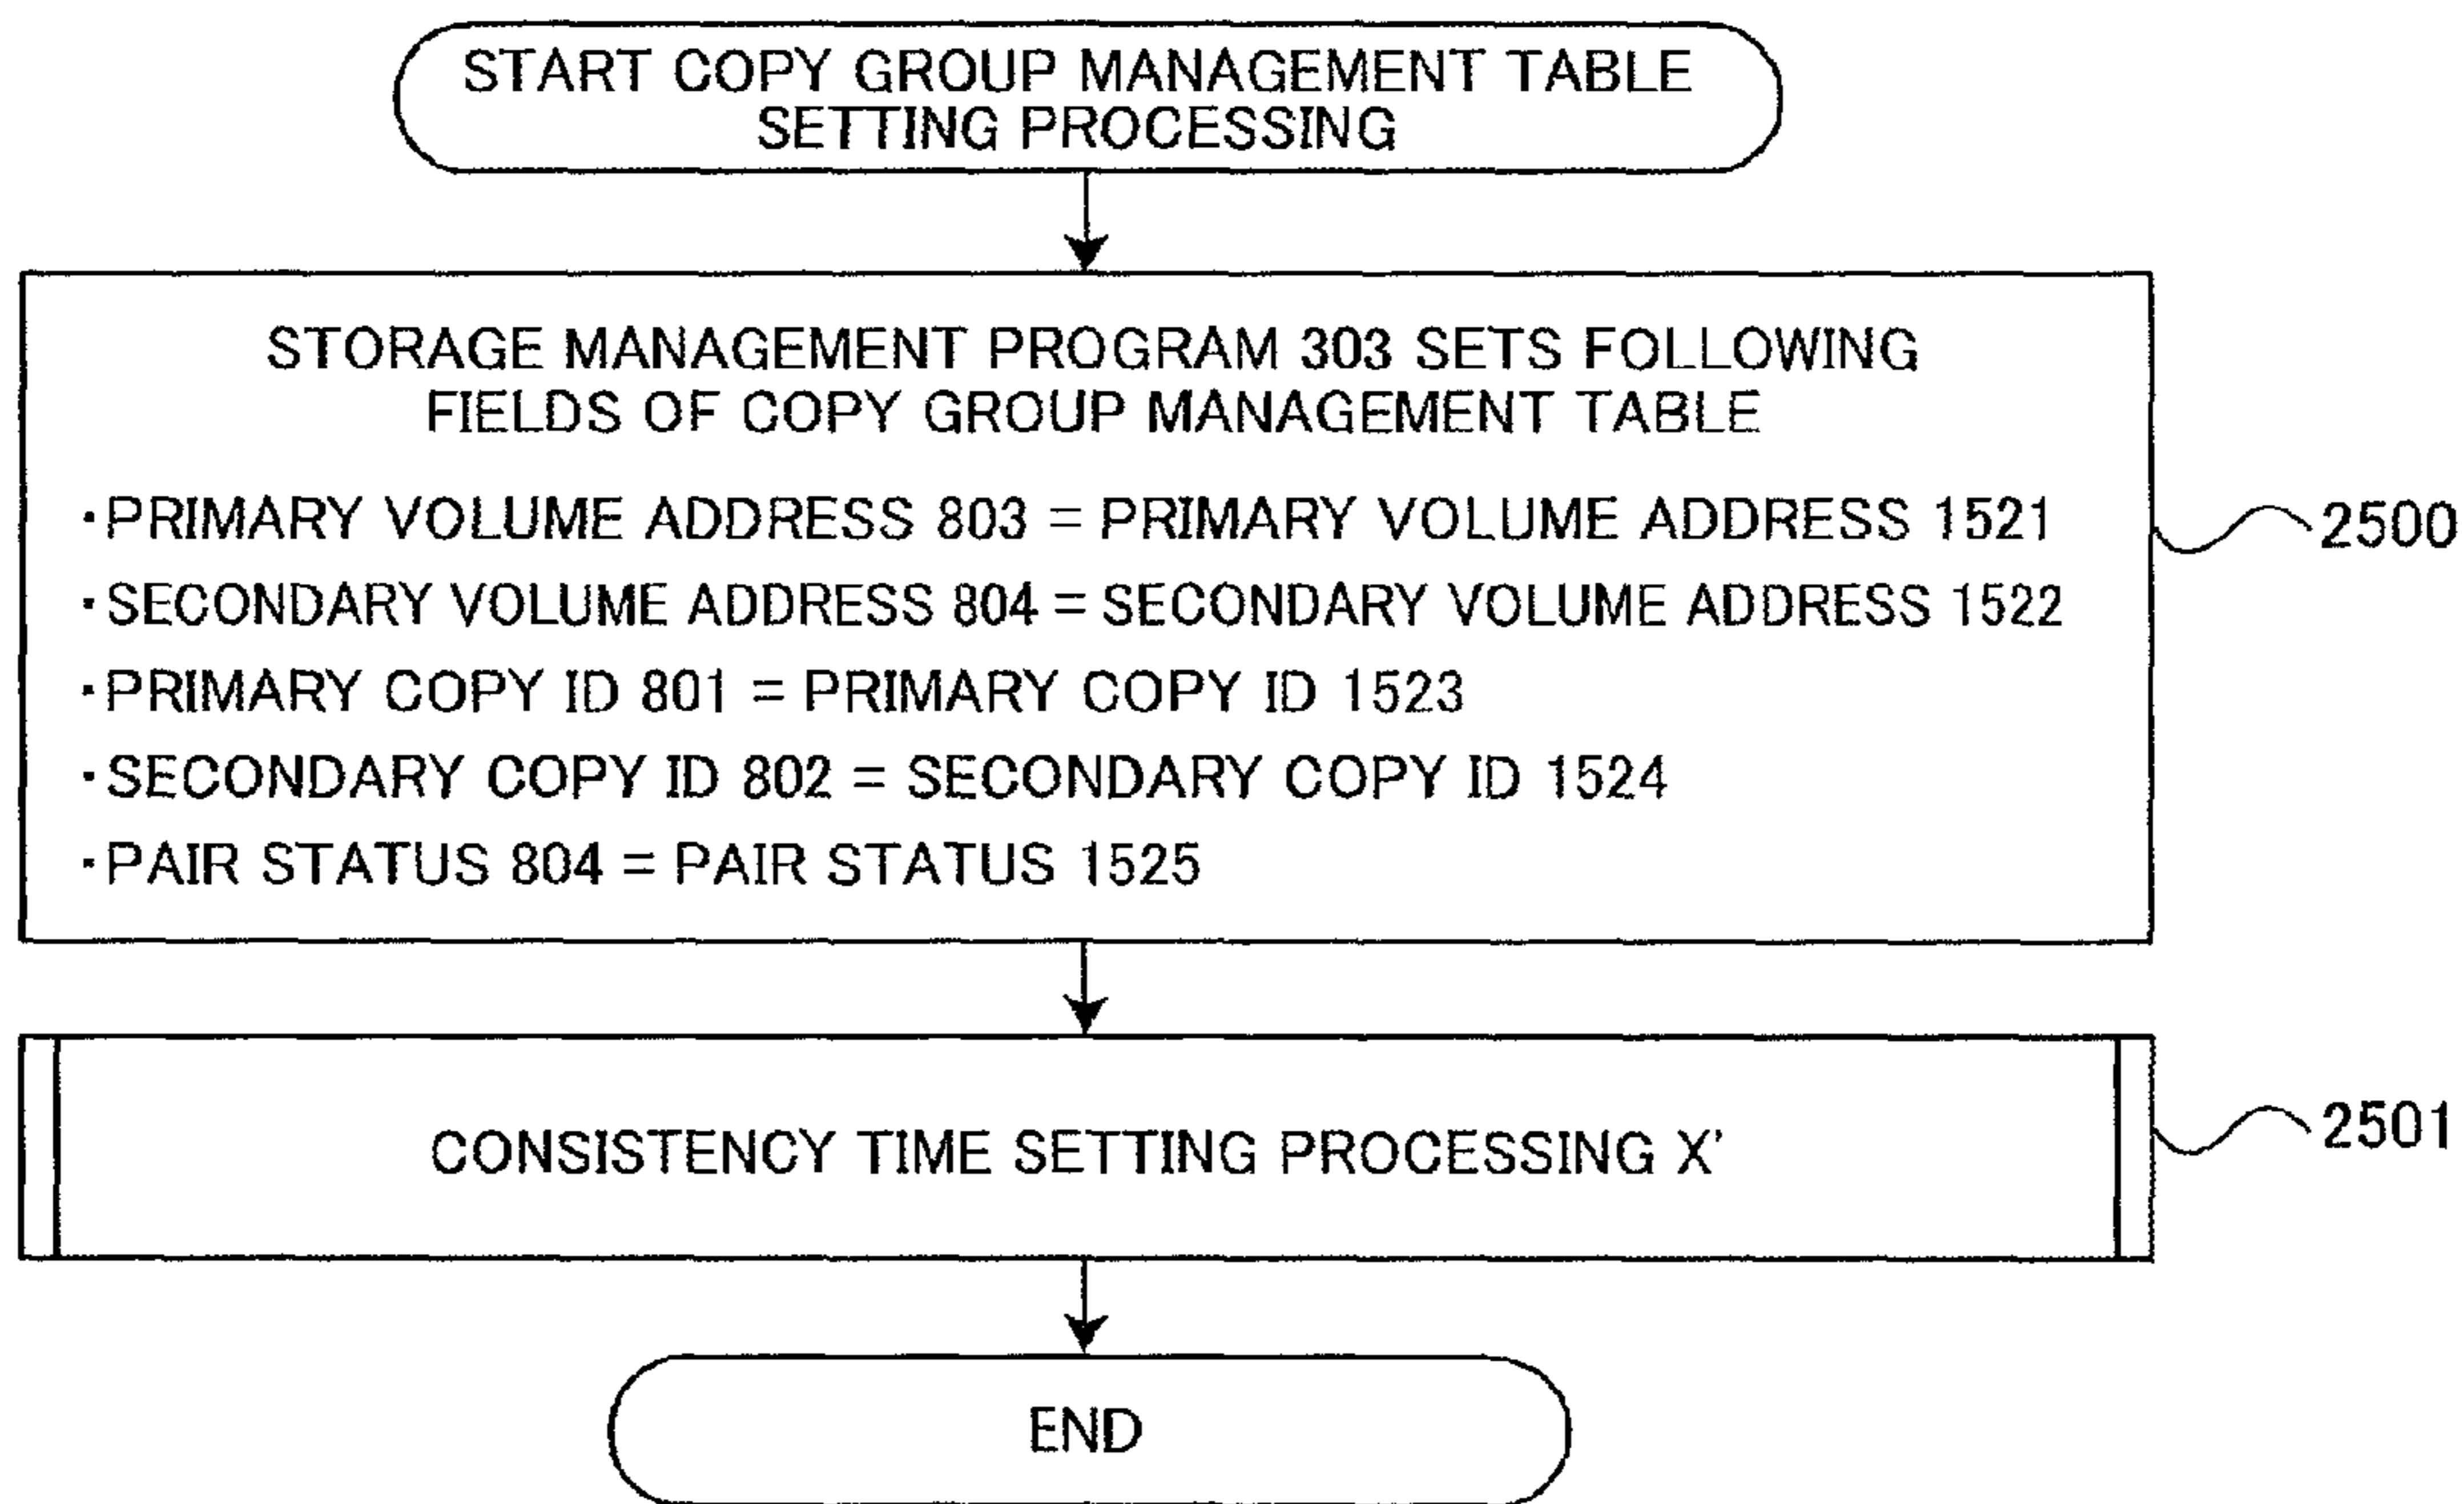 START COPY GROUP MANAGEMENT TABLE
SETTING PROCESSING
STORAGE MANAGEMENT PROGRAM 303 SETS FOLLOWING
FIELDS OF COPY GROUP MANAGEMENT TABLE
・PRIMARY VOLUME ADDRESS 803 = PRIMARY VOLUME ADDRESS 1521
・SECONDARY VOLUME ADDRESS 804 = SECONDARY VOLUME ADDRESS 1522
・PRIMARY COPY ID 801 = PRIMARY COPY ID 1523
・SECONDARY COPY ID 802 = SECONDARY COPY ID 1524
・PAIR STATUS 804 = PAIR STATUS 1525
2500
CONSISTENCY TIME SETTING PROCESSING X'
2501
END